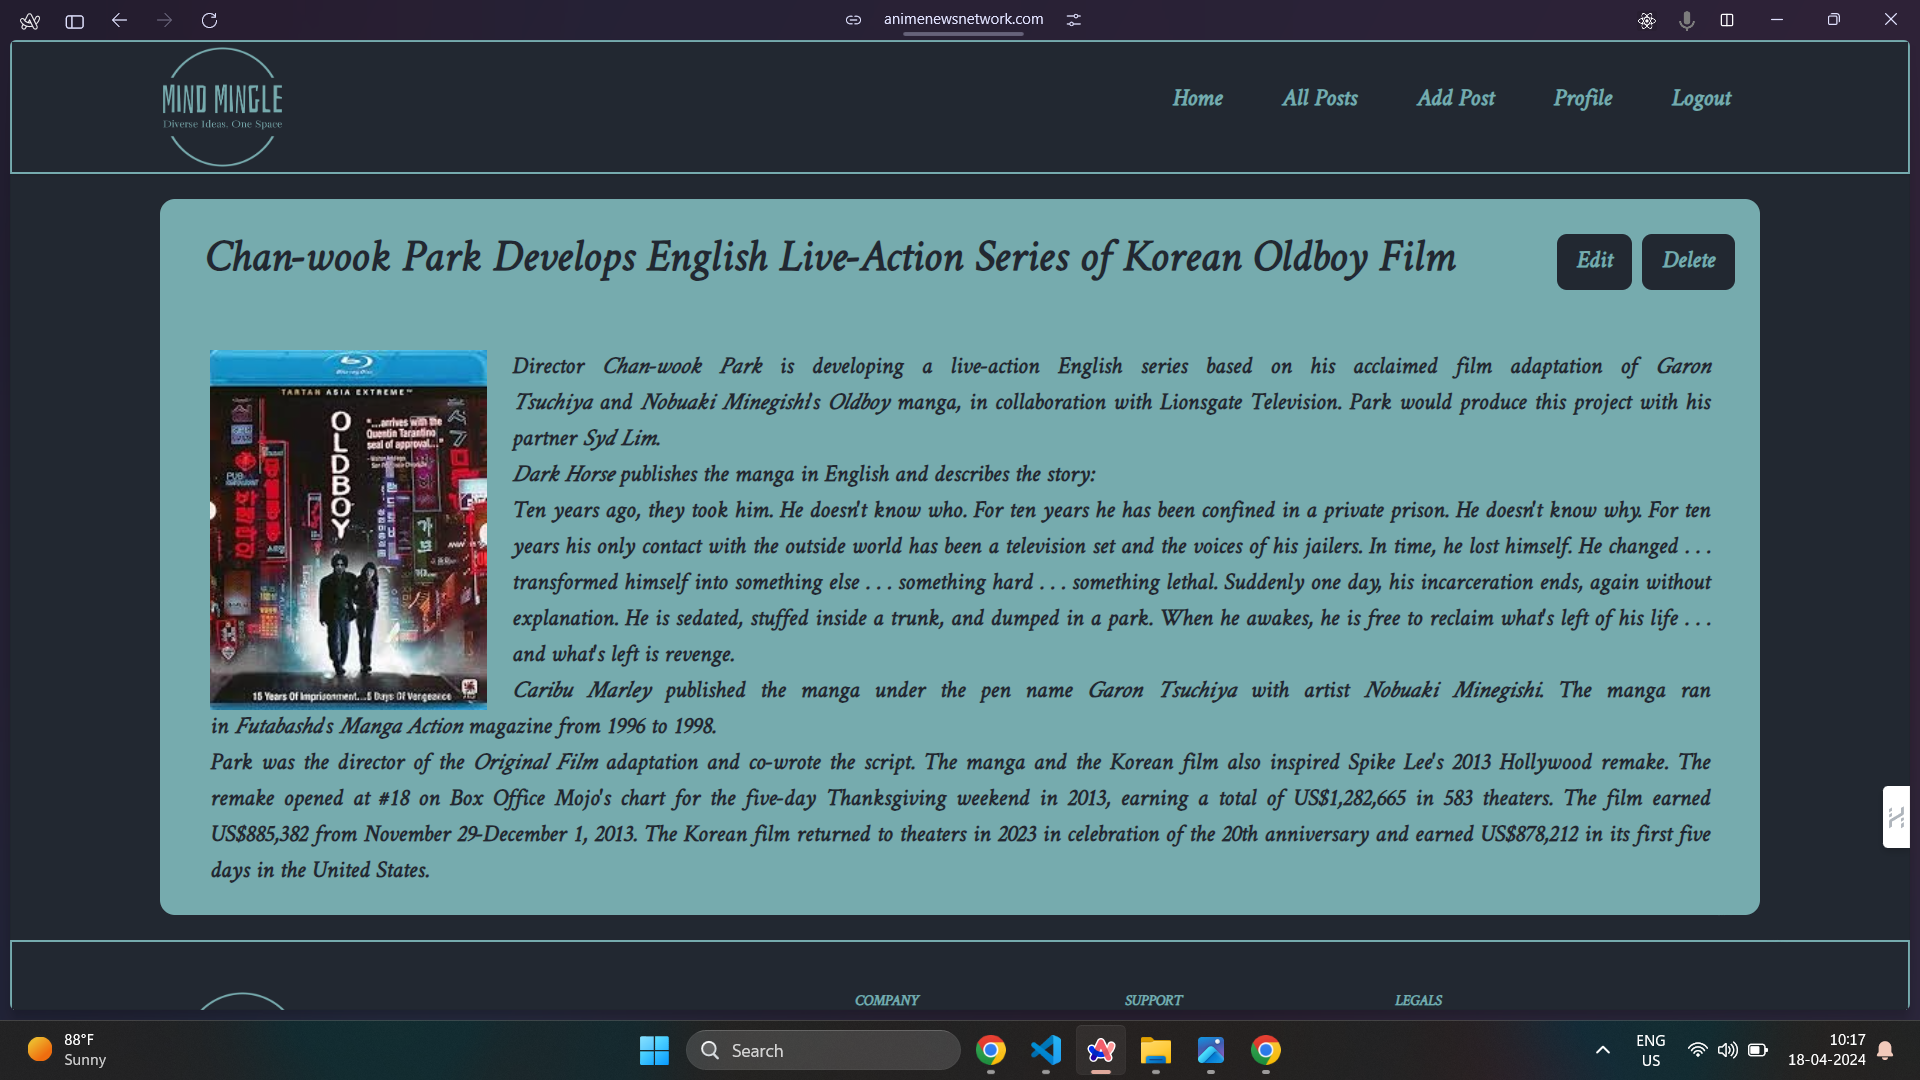 animenewsnetwork.com
MIND MINGLE
Diverse Ideas. One Space
Home
All Posts
Add Post
Profile
Logout
Chan-wook Park Develops English Live-Action Series of Korean Oldboy Film
Edit
Delete
Blu-ray Disc
TARTAN ASIA EXTREME™
OLDBOY
"...arrives with the
Quentin Tarantino
seal of approval..."
PUB
15 Years Of Imprisonment...5 Days Of Vengeance
Director Chan-wook Park is developing a live-action English series based on his acclaimed film adaptation of Garon
Tsuchiya and Nobuaki Minegishi's Oldboy manga, in collaboration with Lionsgate Television. Park would produce this project with his
partner Syd Lim.
Dark Horse publishes the manga in English and describes the story:
Ten years ago, they took him. He doesn't know who. For ten years he has been confined in a private prison. He doesn't know why. For ten
years his only contact with the outside world has been a television set and the voices of his jailers. In time, he lost himself. He changed . . .
transformed himself into something else . . . something hard . . . something lethal. Suddenly one day, his incarceration ends, again without
explanation. He is sedated, stuffed inside a trunk, and dumped in a park. When he awakes, he is free to reclaim what's left of his life . . .
and what's left is revenge.
Caribu Marley published the manga under the pen name Garon Tsuchiya with artist Nobuaki Minegishi. The manga ran
in Futabasha's Manga Action magazine from 1996 to 1998.
Park was the director of the Original Film adaptation and co-wrote the script. The manga and the Korean film also inspired Spike Lee's 2013 Hollywood remake. The
remake opened at #18 on Box Office Mojo's chart for the five-day Thanksgiving weekend in 2013, earning a total of US$1,282,665 in 583 theaters. The film earned
US$885,382 from November 29-December 1, 2013. The Korean film returned to theaters in 2023 in celebration of the 20th anniversary and earned US$878,212 in its first five
days in the United States.
COMPANY
SUPPORT
LEGALS
88°F
Sunny
Search
ENG
US
10:17
18-04-2024